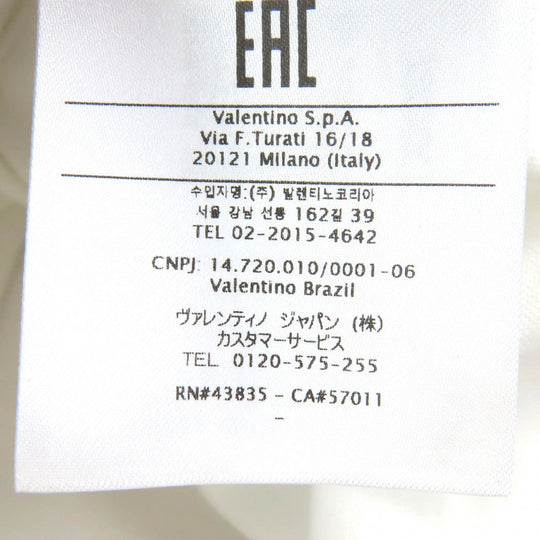 EAC
Valentino S.p.A.
Via F.Turati 16/18
20121 Milano (Italy)
수입자명:(주) 발렌티노코리아
서울 강남 선릉 162길 39
TEL 02-2015-4642
CNPJ: 14.720.010/0001-06
Valentino Brazil
ヴァレンティノ ジャパン (株)
カスタマーサービス
TEL 0120-575-255
RN#43835 - CA#57011
-